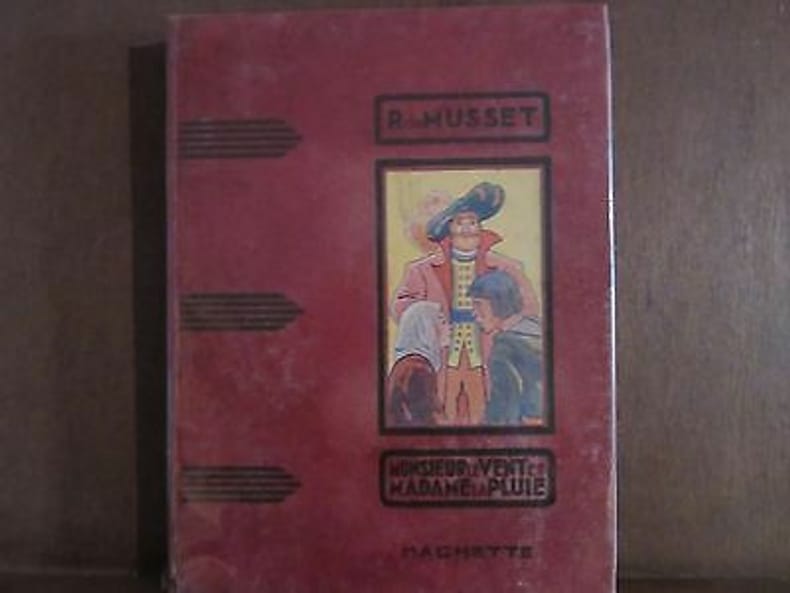 R. DE MUSSET
MONSIEUR LE VENT ET
MADAME LA PLUIE
HACHETTE